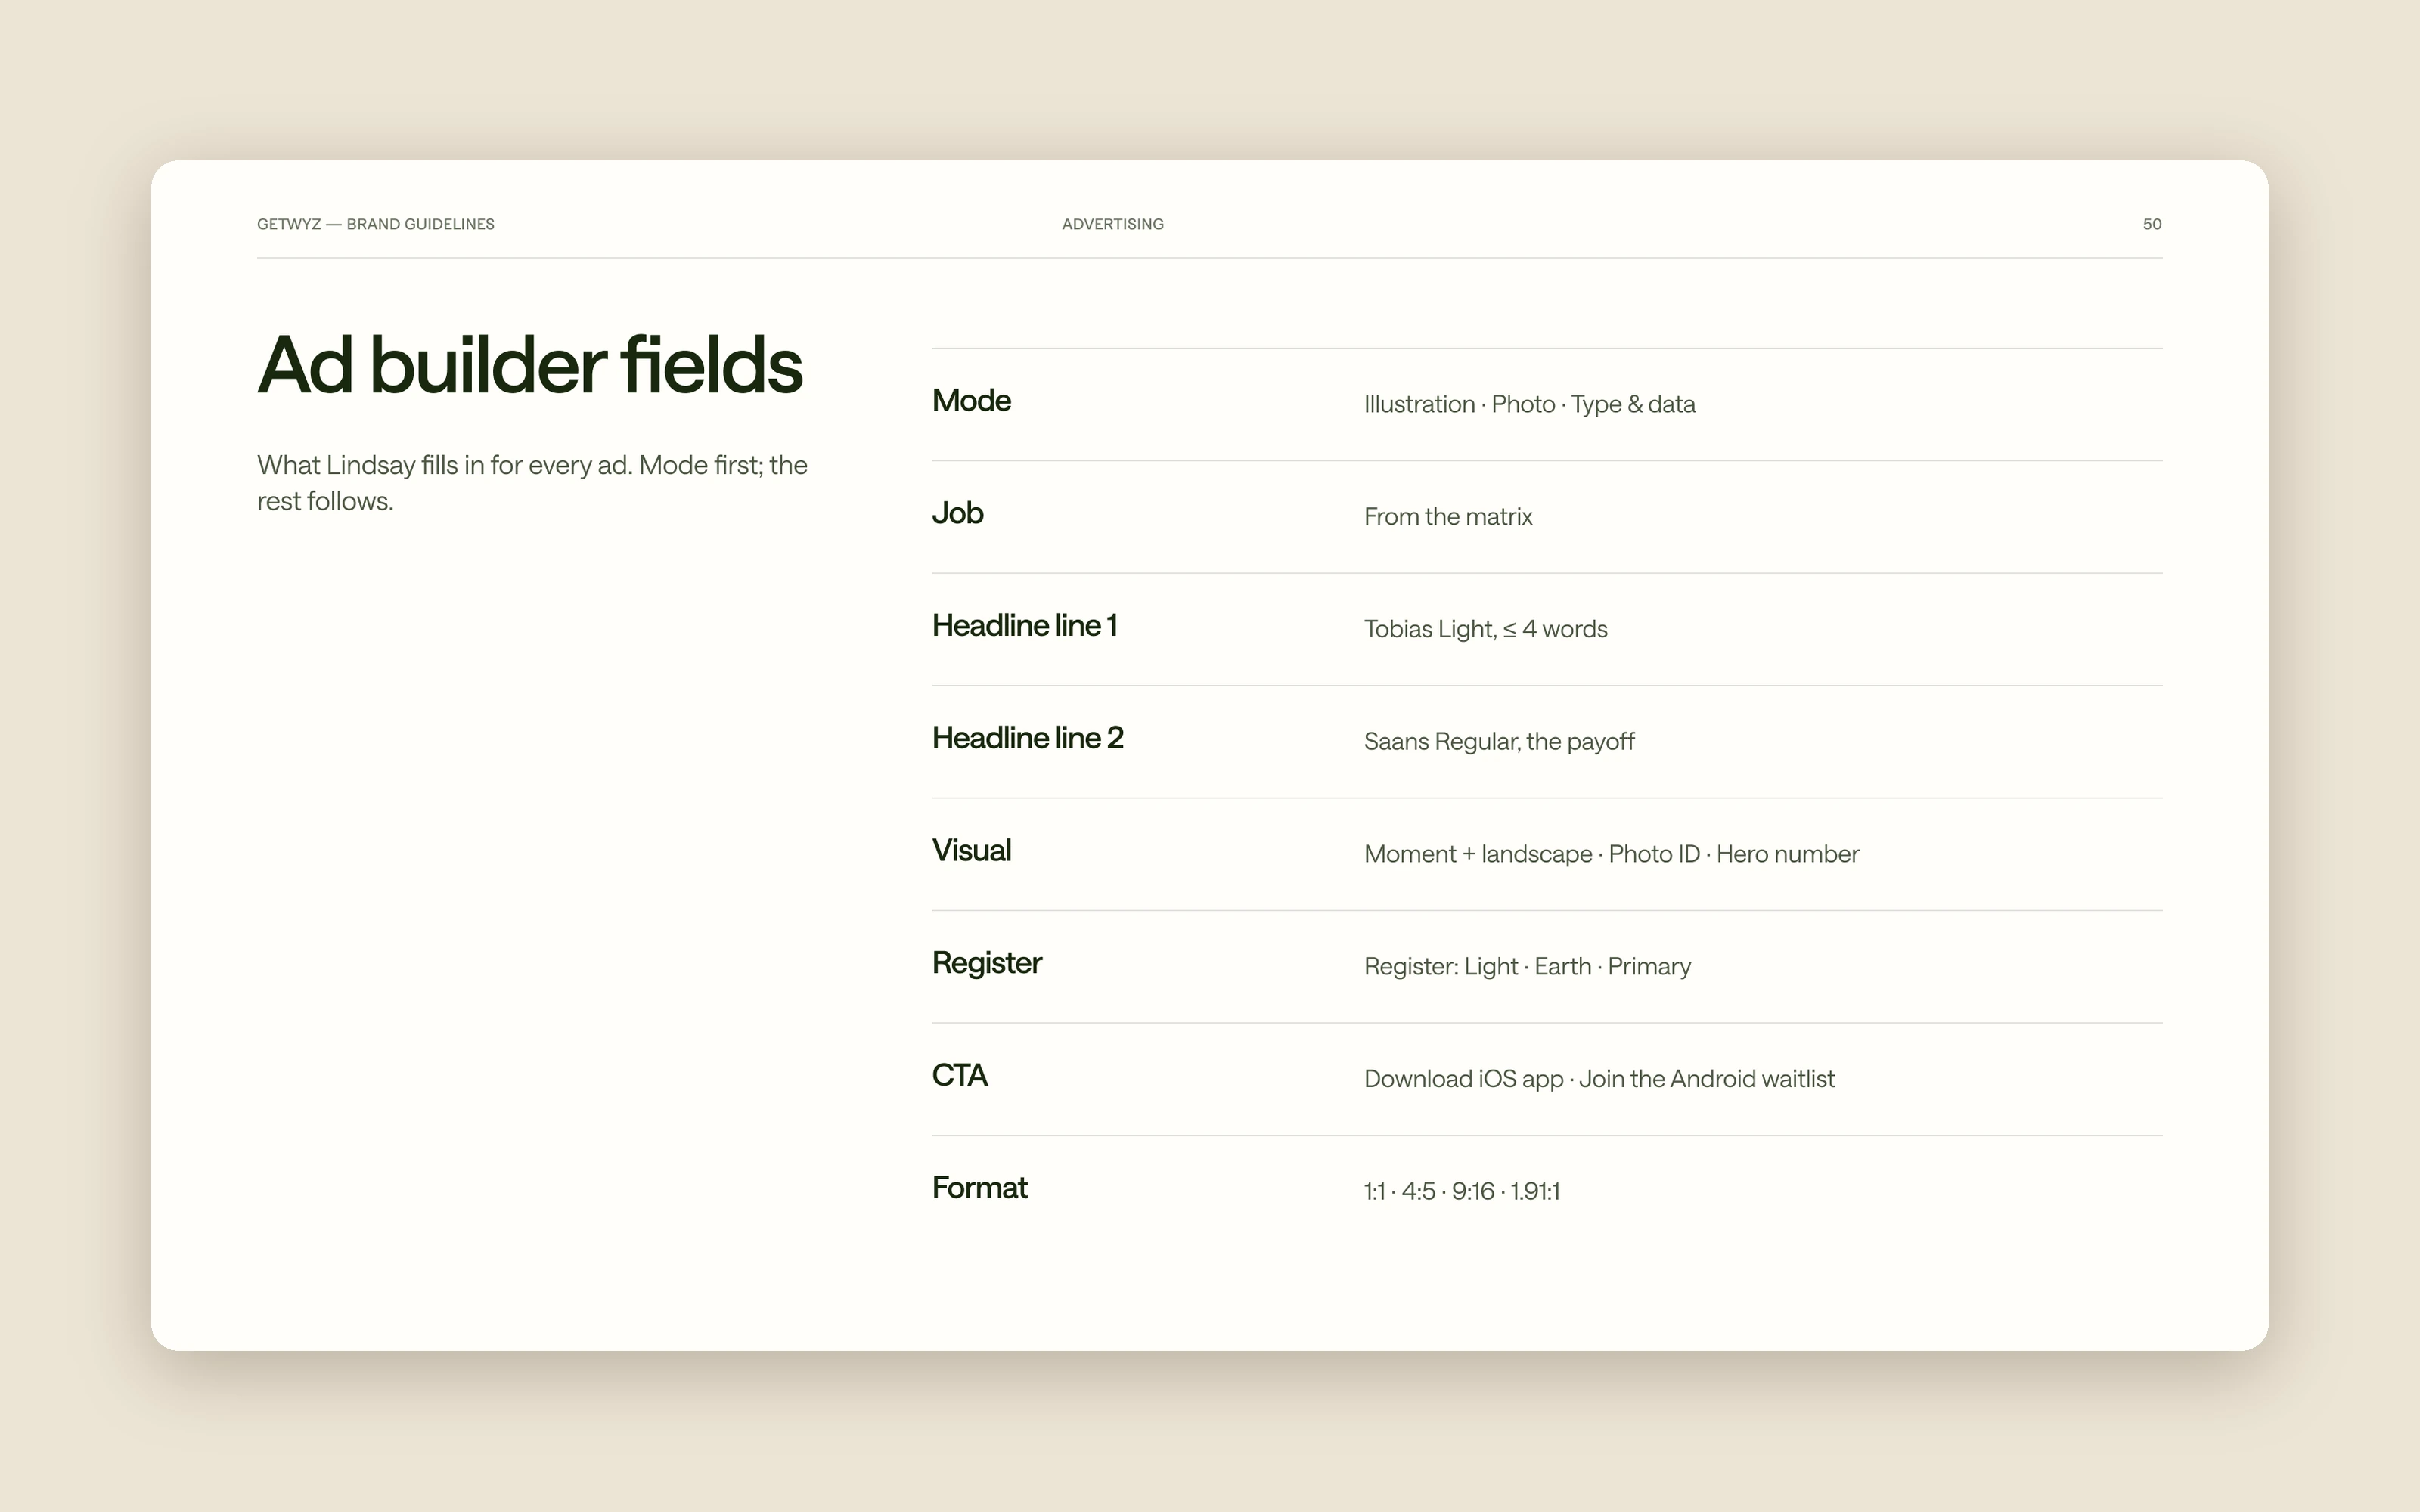 GETWYZ — BRAND GUIDELINES
ADVERTISING
50
Ad builder fields
What Lindsay fills in for every ad. Mode first; the
rest follows.
Mode
Illustration · Photo · Type & data
Job
From the matrix
Headline line 1
Tobias Light, ≤ 4 words
Headline line 2
Saans Regular, the payoff
Visual
Moment + landscape · Photo ID · Hero number
Register
Register: Light · Earth · Primary
CTA
Download iOS app · Join the Android waitlist
Format
1:1 · 4:5 · 9:16 · 1.91:1